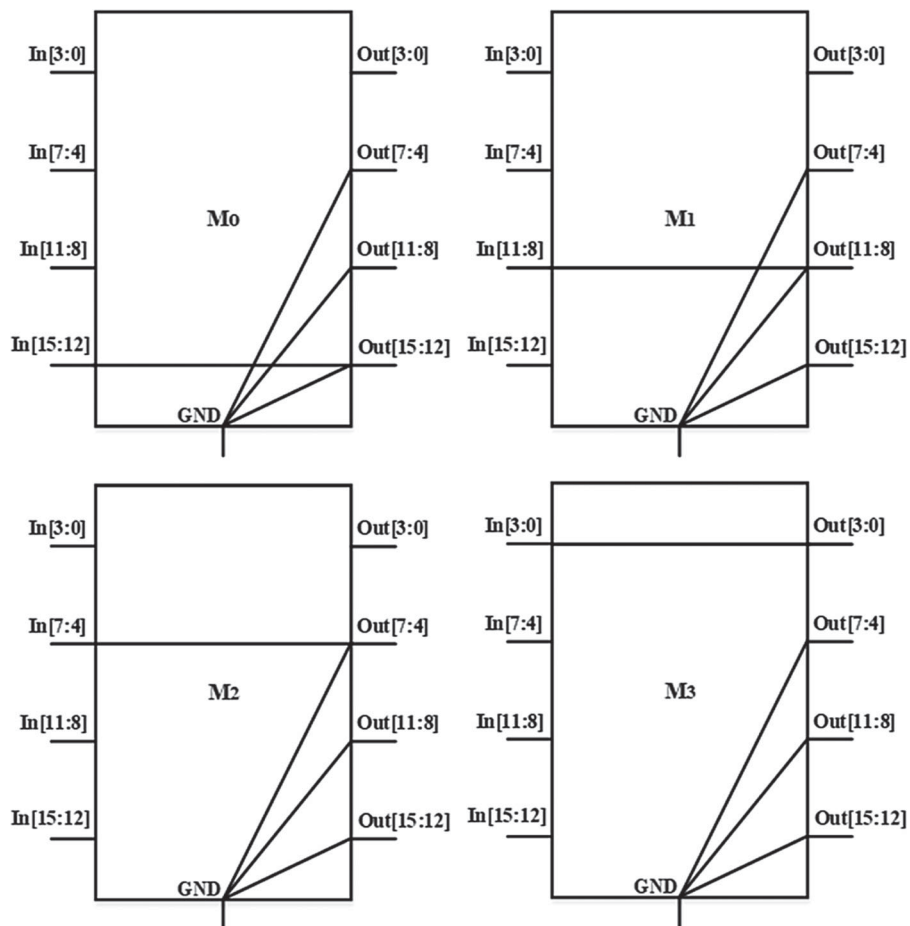 In[3:0]
Out[3:0]
In[7:4]
Out[7:4]
M0
In[11:8]
Out[11:8]
In[15:12]
Out[15:12]
GND
In[3:0]
Out[3:0]
In[7:4]
Out[7:4]
M1
In[11:8]
Out[11:8]
In[15:12]
Out[15:12]
GND
In[3:0]
Out[3:0]
In[7:4]
Out[7:4]
M2
In[11:8]
Out[11:8]
In[15:12]
Out[15:12]
GND
In[3:0]
Out[3:0]
In[7:4]
Out[7:4]
M3
In[11:8]
Out[11:8]
In[15:12]
Out[15:12]
GND